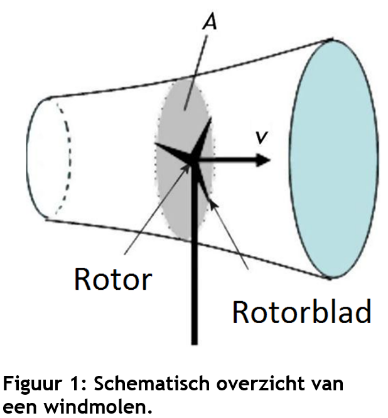 A
v
Rotor
Rotorblad
Figuur 1: Schematisch overzicht van
een windmolen.